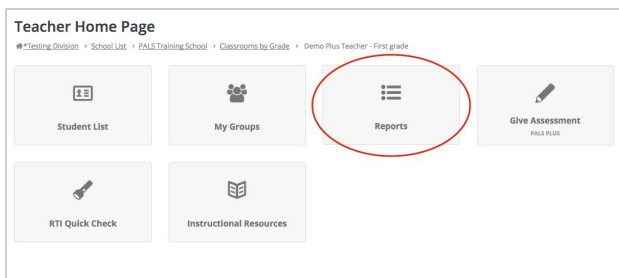 Teacher Home Page
*Testing Division > School List > PALS Training School > Classrooms by Grade > Demo Plus Teacher - First grade
Student List
My Groups
Reports
Give Assessment
PALS PLUS
RTI Quick Check
Instructional Resources